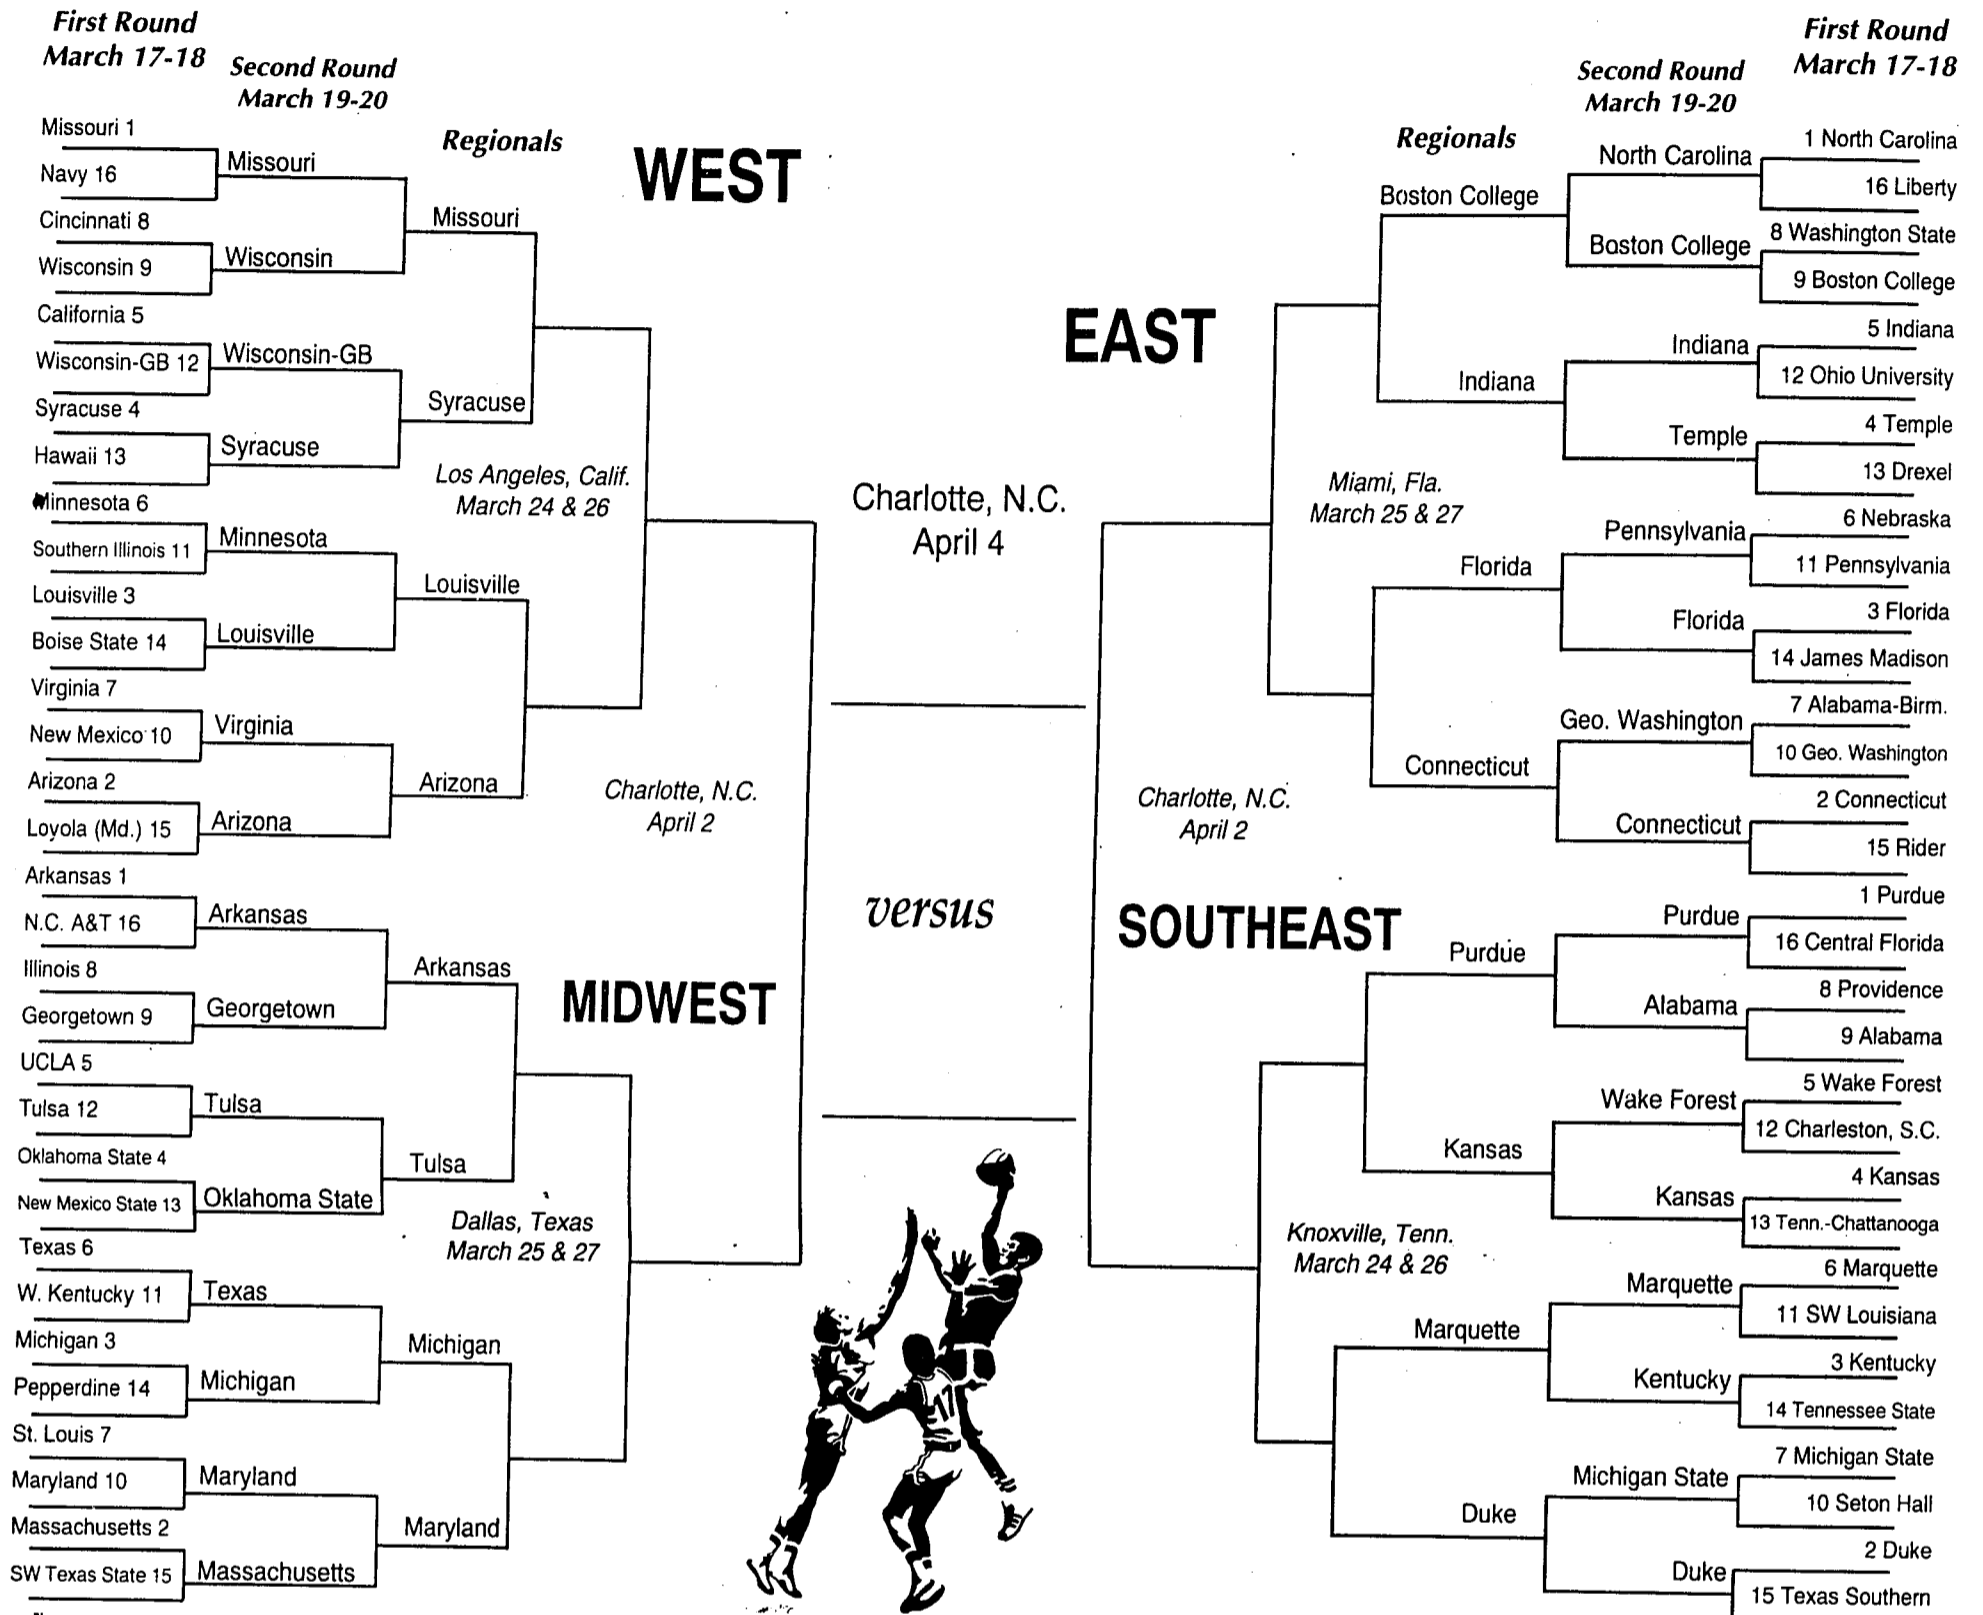 First Round
March 17-18
Second Round
March 19-20
Regionals
WEST
Missouri 1
Navy 16
Cincinnati 8
Wisconsin 9
California 5
Wisconsin-GB 12
Syracuse 4
Hawaii 13
Minnesota 6
Southern Illinois 11
Louisville 3
Boise State 14
Virginia 7
New Mexico 10
Arizona 2
Loyola (Md.) 15
Missouri
Wisconsin
Wisconsin-GB
Syracuse
Minnesota
Louisville
Virginia
Arizona
Missouri
Syracuse
Louisville
Arizona
Los Angeles, Calif.
March 24 & 26
Charlotte, N.C.
April 2
MIDWEST
Arkansas 1
N.C. A&T 16
Illinois 8
Georgetown 9
UCLA 5
Tulsa 12
Oklahoma State 4
New Mexico State 13
Texas 6
W. Kentucky 11
Michigan 3
Pepperdine 14
St. Louis 7
Maryland 10
Massachusetts 2
SW Texas State 15
Arkansas
Georgetown
Tulsa
Oklahoma State
Texas
Michigan
Maryland
Massachusetts
Arkansas
Tulsa
Michigan
Maryland
Dallas, Texas
March 25 & 27
Charlotte, N.C.
April 4
versus
17
First Round
March 17-18
Second Round
March 19-20
Regionals
EAST
1 North Carolina
16 Liberty
8 Washington State
9 Boston College
5 Indiana
12 Ohio University
4 Temple
13 Drexel
6 Nebraska
11 Pennsylvania
3 Florida
14 James Madison
7 Alabama-Birm.
10 Geo. Washington
2 Connecticut
15 Rider
North Carolina
Boston College
Indiana
Temple
Pennsylvania
Florida
Geo. Washington
Connecticut
Boston College
Indiana
Florida
Connecticut
Miami, Fla.
March 25 & 27
Charlotte, N.C.
April 2
SOUTHEAST
1 Purdue
16 Central Florida
8 Providence
9 Alabama
5 Wake Forest
12 Charleston, S.C.
4 Kansas
13 Tenn.-Chattanooga
6 Marquette
11 SW Louisiana
3 Kentucky
14 Tennessee State
7 Michigan State
10 Seton Hall
2 Duke
15 Texas Southern
Purdue
Alabama
Wake Forest
Kansas
Marquette
Kentucky
Michigan State
Duke
Purdue
Kansas
Marquette
Duke
Knoxville, Tenn.
March 24 & 26